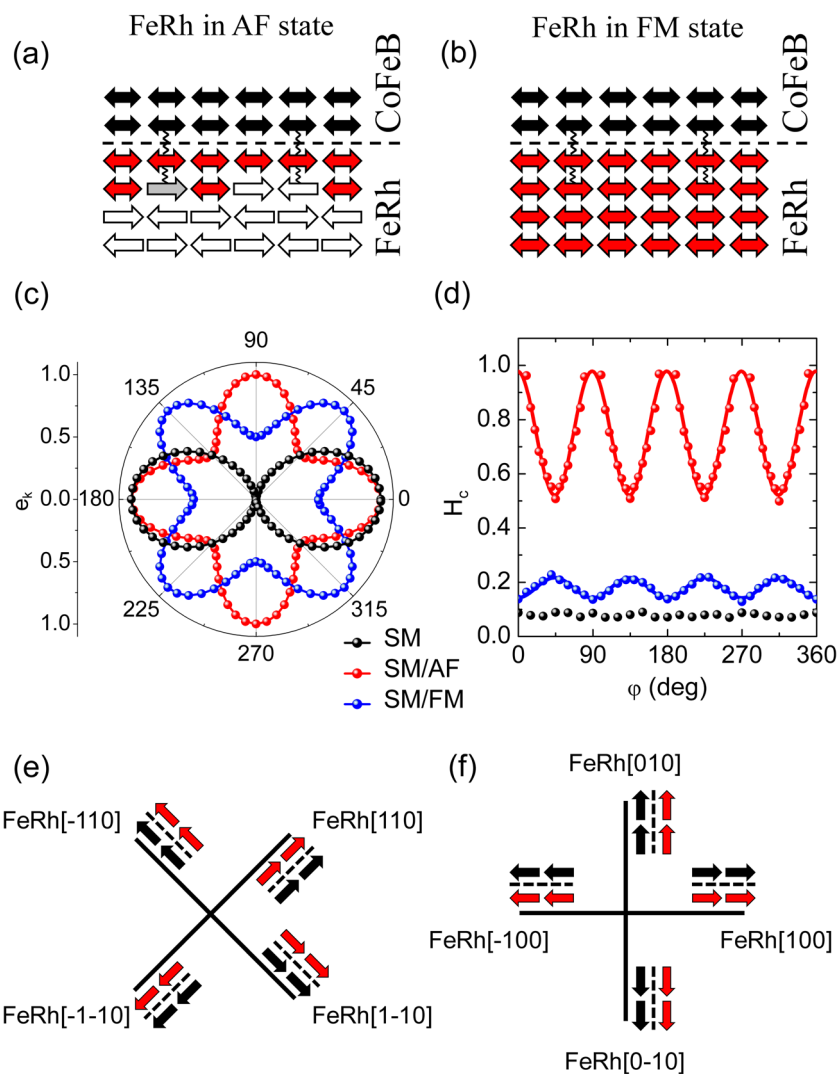 FeRh in AF state
FeRh in FM state
(a)
CoFeB
FeRh
(b)
CoFeB
FeRh
(c)
90
135
45
180
0
225
315
270
1.0
0.5
0.0
0.5
1.0
e_k
SM
SM/AF
SM/FM
(d)
1.0
0.8
0.6
0.4
0.2
0.0
H_c
0 90 180 270 360
φ (deg)
(e)
FeRh[-110]
FeRh[110]
FeRh[-1-10]
FeRh[1-10]
(f)
FeRh[010]
FeRh[-100]
FeRh[100]
FeRh[0-10]